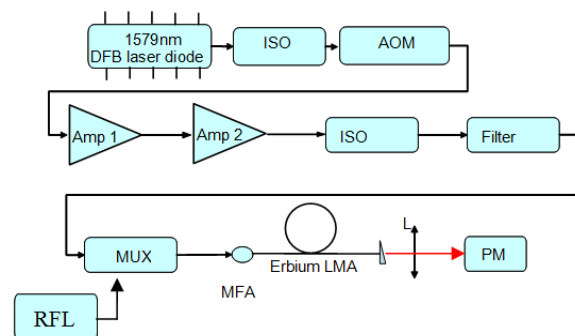 1579nm
DFB laser diode
ISO
AOM
Amp 1
Amp 2
ISO
Filter
MUX
MFA
Erbium LMA
L
PM
RFL